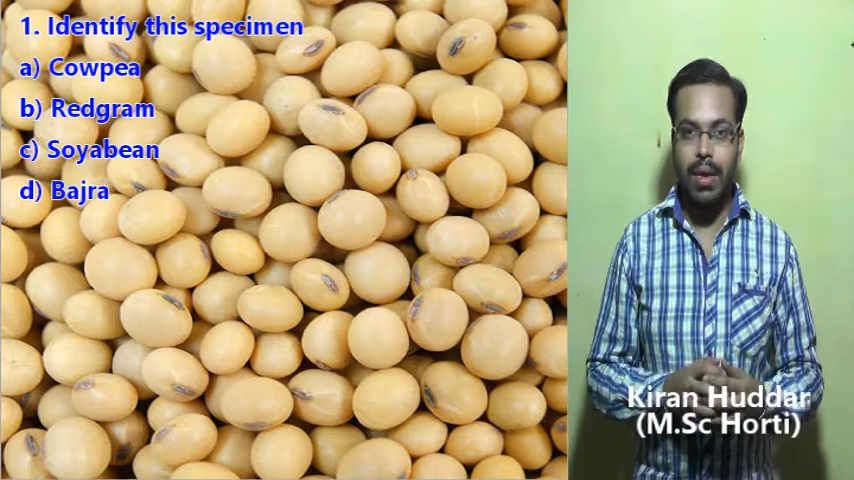 1. Identify this specimen
a) Cowpea
b) Redgram
c) Soyabean
d) Bajra
Kiran Huddar
(M.Sc Horti)